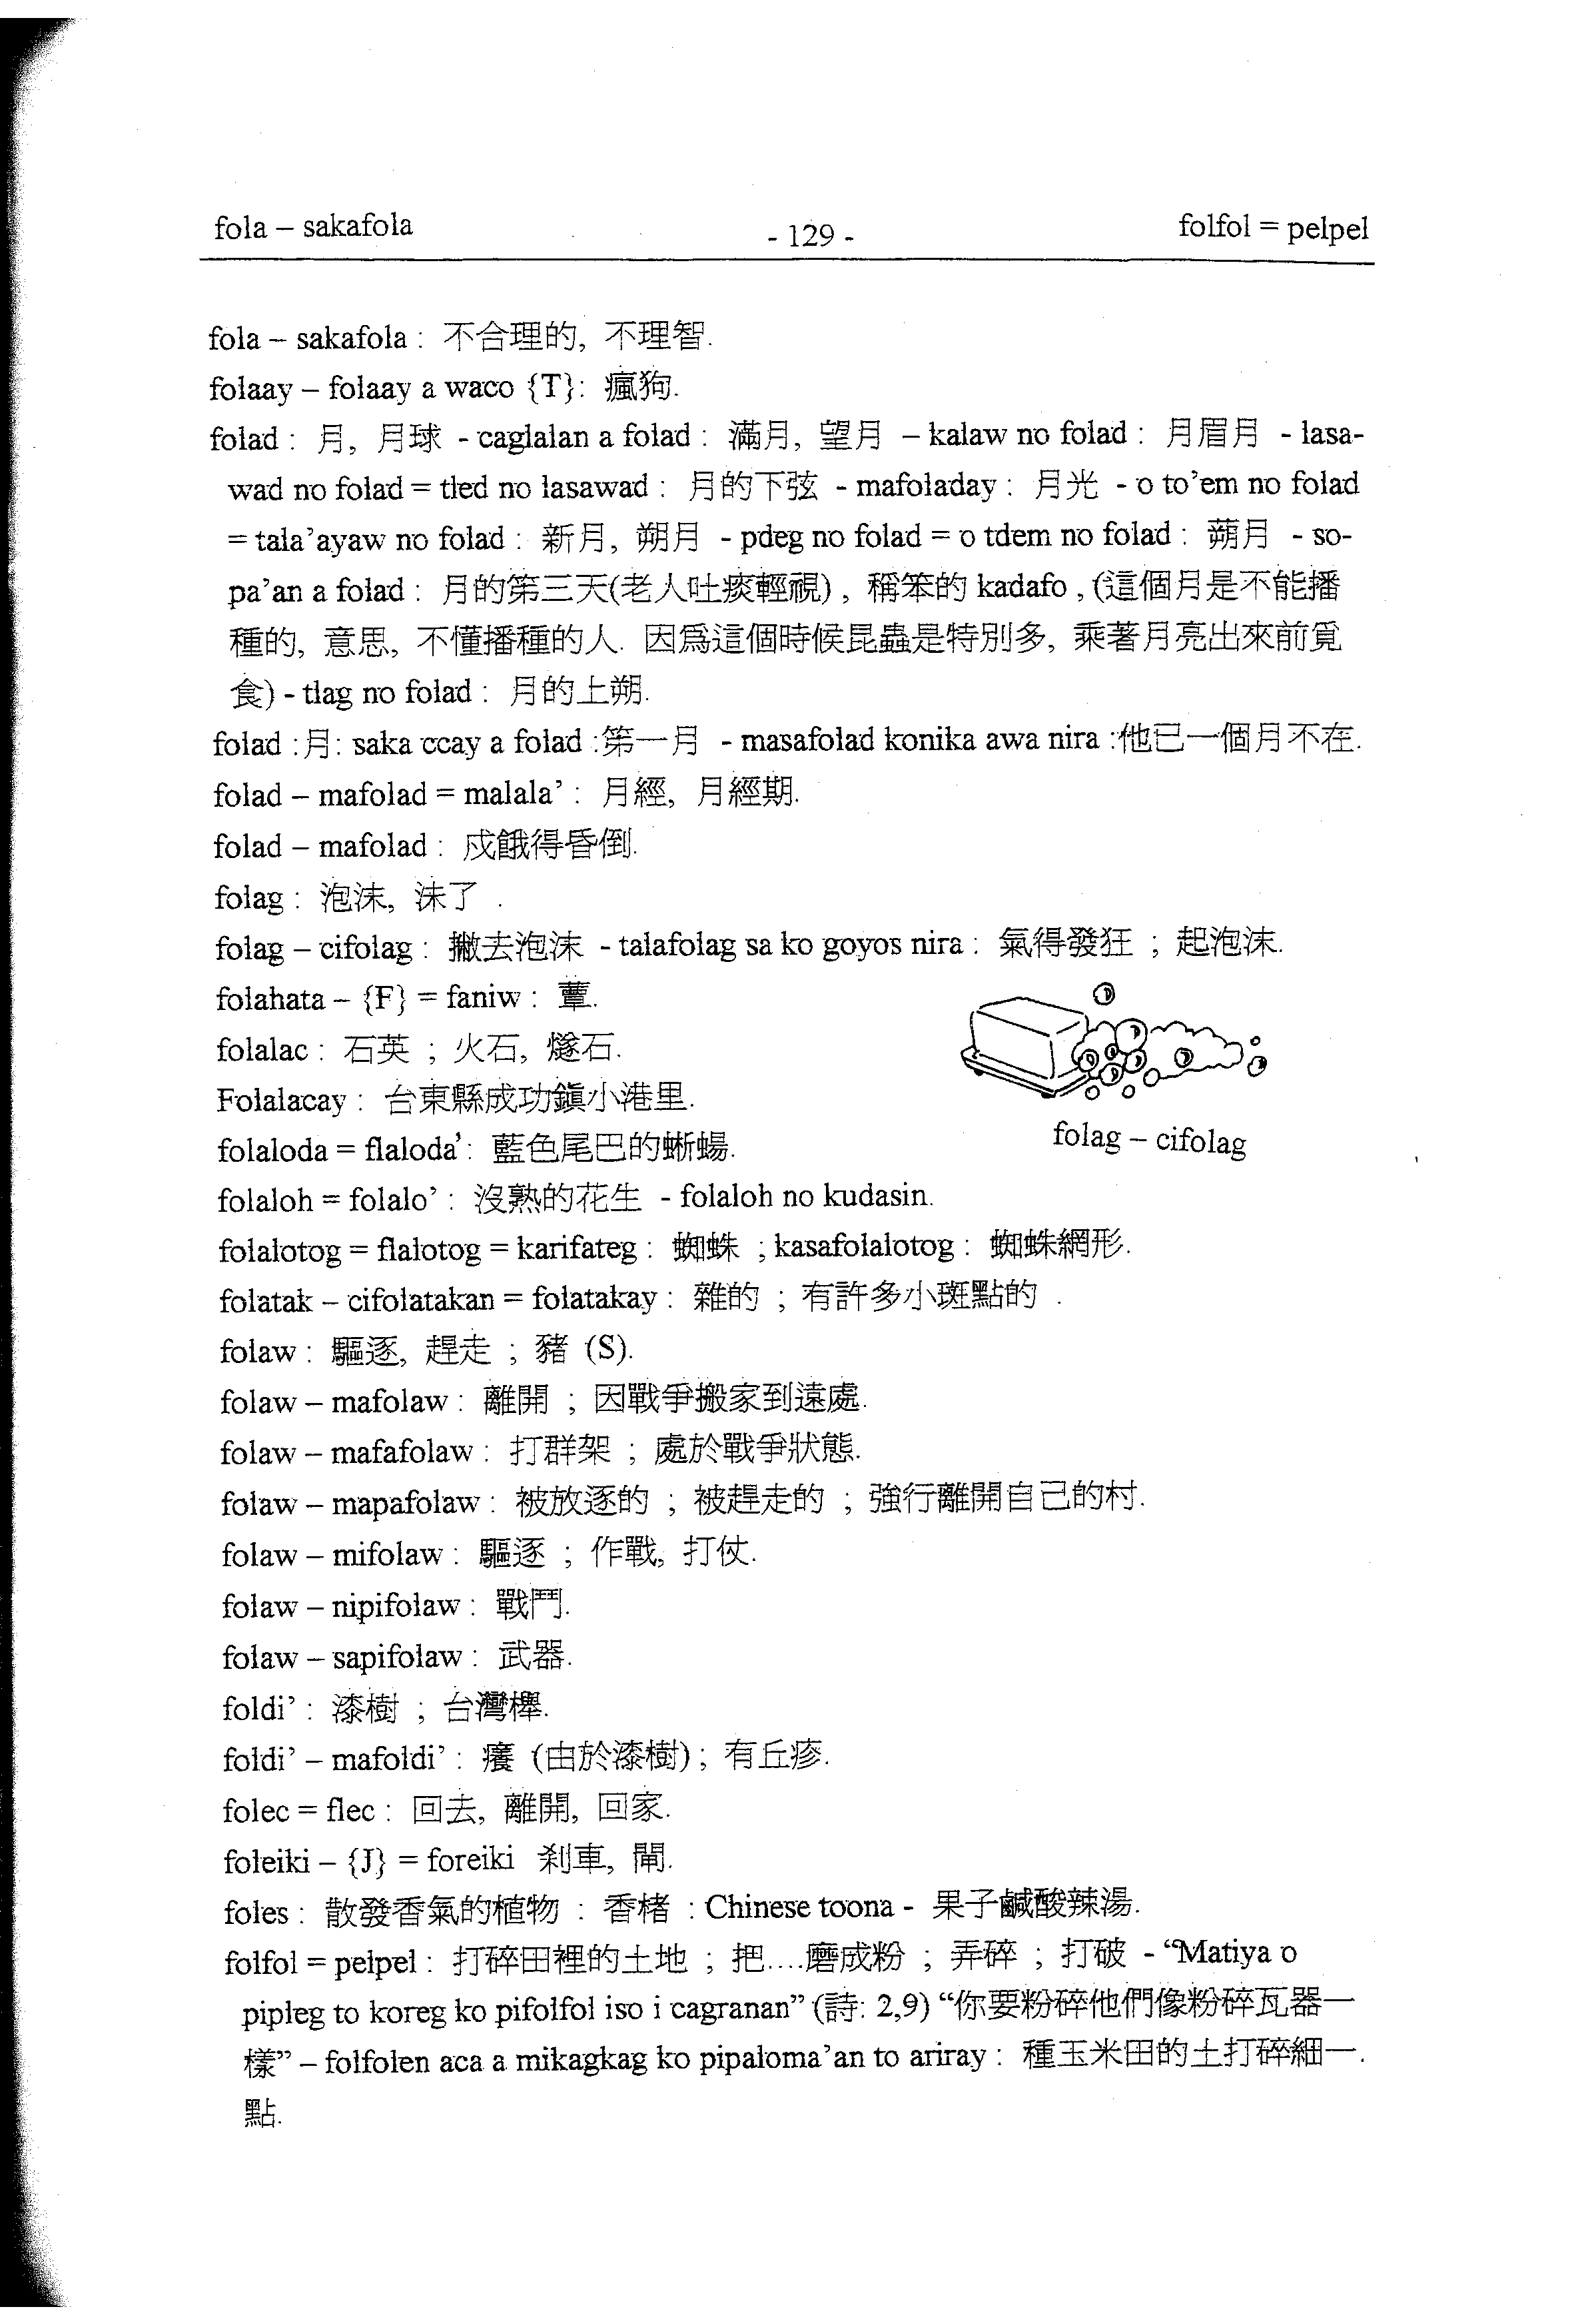 fola – sakafola
- 129 -
folfol = pelpel
fola – sakafola : 不合理的, 不理智.
folaay – folaay a waco {T}: 瘋狗.
folad : 月, 月球 - caglalan a folad : 滿月, 望月 – kalaw no folad : 月眉月 - lasa-
wad no folad = tled no lasawad : 月的下弦 - mafoladay : 月光 - o to’em no folad
= tala’ayaw no folad : 新月, 朔月 - pdeg no folad = o tdem no folad : 蒴月 - so-
pa’an a folad : 月的第三天(老人吐痰輕視) , 稱笨的 kadafo , (這個月是不能播
種的, 意思, 不懂播種的人. 因爲這個時候昆蟲是特別多, 乘著月亮出來前覓
食) - tlag no folad : 月的上朔.
folad :月: saka ccay a folad :第一月 - masafolad konika awa nira :他已一個月不在.
folad – mafolad = malala’ : 月經, 月經期.
folad – mafolad : 戍餓得昏倒.
folag : 泡沫, 沫了 .
folag – cifolag : 撇去泡沫 - talafolag sa ko goyos nira : 氣得發狂 ; 起泡沫.
folahata – {F} = faniw : 蕈.
folalac : 石英 ; 火石, 燧石.
Folalacay : 台東縣成功鎮小港里.
folaloda = flaloda’ : 藍色尾巴的蜥蜴.
folag – cifolag
folaloh = folalo’ : 沒熟的花生 - folaloh no kudasin.
folalotog = flalotog = karifateg : 蜘蛛 ; kasafolalotog : 蜘蛛網形.
folatak – cifolatakan = folatakay : 雜的 ; 有許多小斑點的 .
folaw : 驅逐, 趕走 ; 豬 (S).
folaw – mafolaw : 離開 ; 因戰爭搬家到遠處.
folaw – mafafolaw : 打群架 ; 處於戰爭狀態.
folaw – mapafolaw : 被放逐的 ; 被趕走的 ; 強行離開自己的村.
folaw – mifolaw : 驅逐 ; 作戰, 打仗.
folaw – nipifolaw : 戰鬥.
folaw – sapifolaw : 武器.
foldi’ : 漆樹 ; 台灣櫸.
foldi’ – mafoldi’ : 癢 (由於漆樹) ; 有丘疹.
folec = flec : 回去, 離開, 回家.
foleiki – {J} = foreiki 剎車, 閘.
foles : 散發香氣的植物 : 香楮 : Chinese toona - 果子鹹酸辣湯.
folfol = pelpel : 打碎田裡的土地 ; 把....磨成粉 ; 弄碎 ; 打破 - “Matiya o
pipleg to koreg ko pifolfol iso i cagranan” (詩: 2,9) “你要粉碎他們像粉碎瓦器一
樣” – folfolen aca a mikagkag ko pipaloma’an to ariray : 種玉米田的土打碎細一.
點.